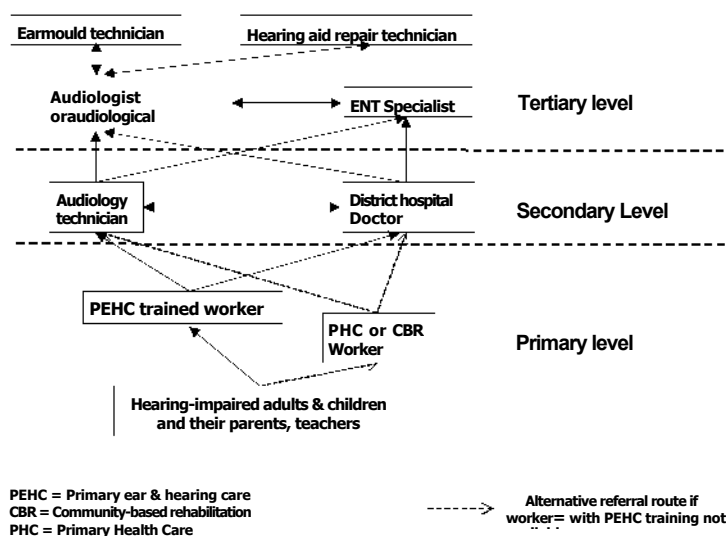 Earmould technician
Hearing aid repair technician
Audiologist
oraudiological
ENT Specialist
Tertiary level
Audiology
technician
District hospital
Doctor
Secondary Level
PEHC trained worker
PHC or CBR
Worker
Primary level
Hearing-impaired adults & children
and their parents, teachers
PEHC = Primary ear & hearing care
CBR = Community-based rehabilitation
PHC = Primary Health Care
Alternative referral route if
worker= with PEHC training not